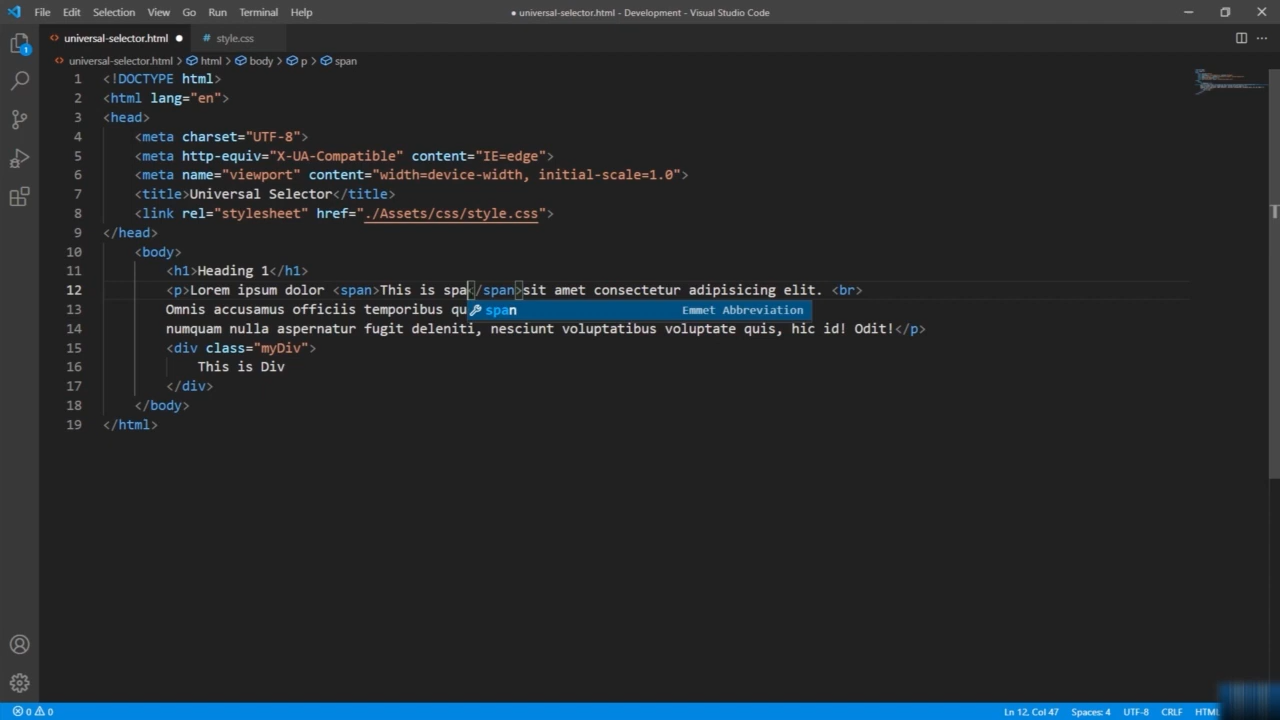 File Edit Selection View Go Run Terminal Help ● universal-selector.html - Development - Visual Studio Code
universal-selector.html ● # style.css
universal-selector.html > html > body > p > span
1 <!DOCTYPE html>
2 <html lang="en">
3 <head>
4 <meta charset="UTF-8">
5 <meta http-equiv="X-UA-Compatible" content="IE=edge">
6 <meta name="viewport" content="width=device-width, initial-scale=1.0">
7 <title>Universal Selector</title>
8 <link rel="stylesheet" href="./Assets/css/style.css">
9 </head>
10 <body>
11 <h1>Heading 1</h1>
12 <p>Lorem ipsum dolor <span>This is spa</span>sit amet consectetur adipisicing elit. <br>
13 Omnis accusamus officiis temporibus qu
span Emmet Abbreviation
14 numquam nulla aspernatur fugit deleniti, nesciunt voluptatibus voluptate quis, hic id! Odit!</p>
15 <div class="myDiv">
16 This is Div
17 </div>
18 </body>
19 </html>
1
0 0 Ln 12, Col 47 Spaces: 4 UTF-8 CRLF HTML